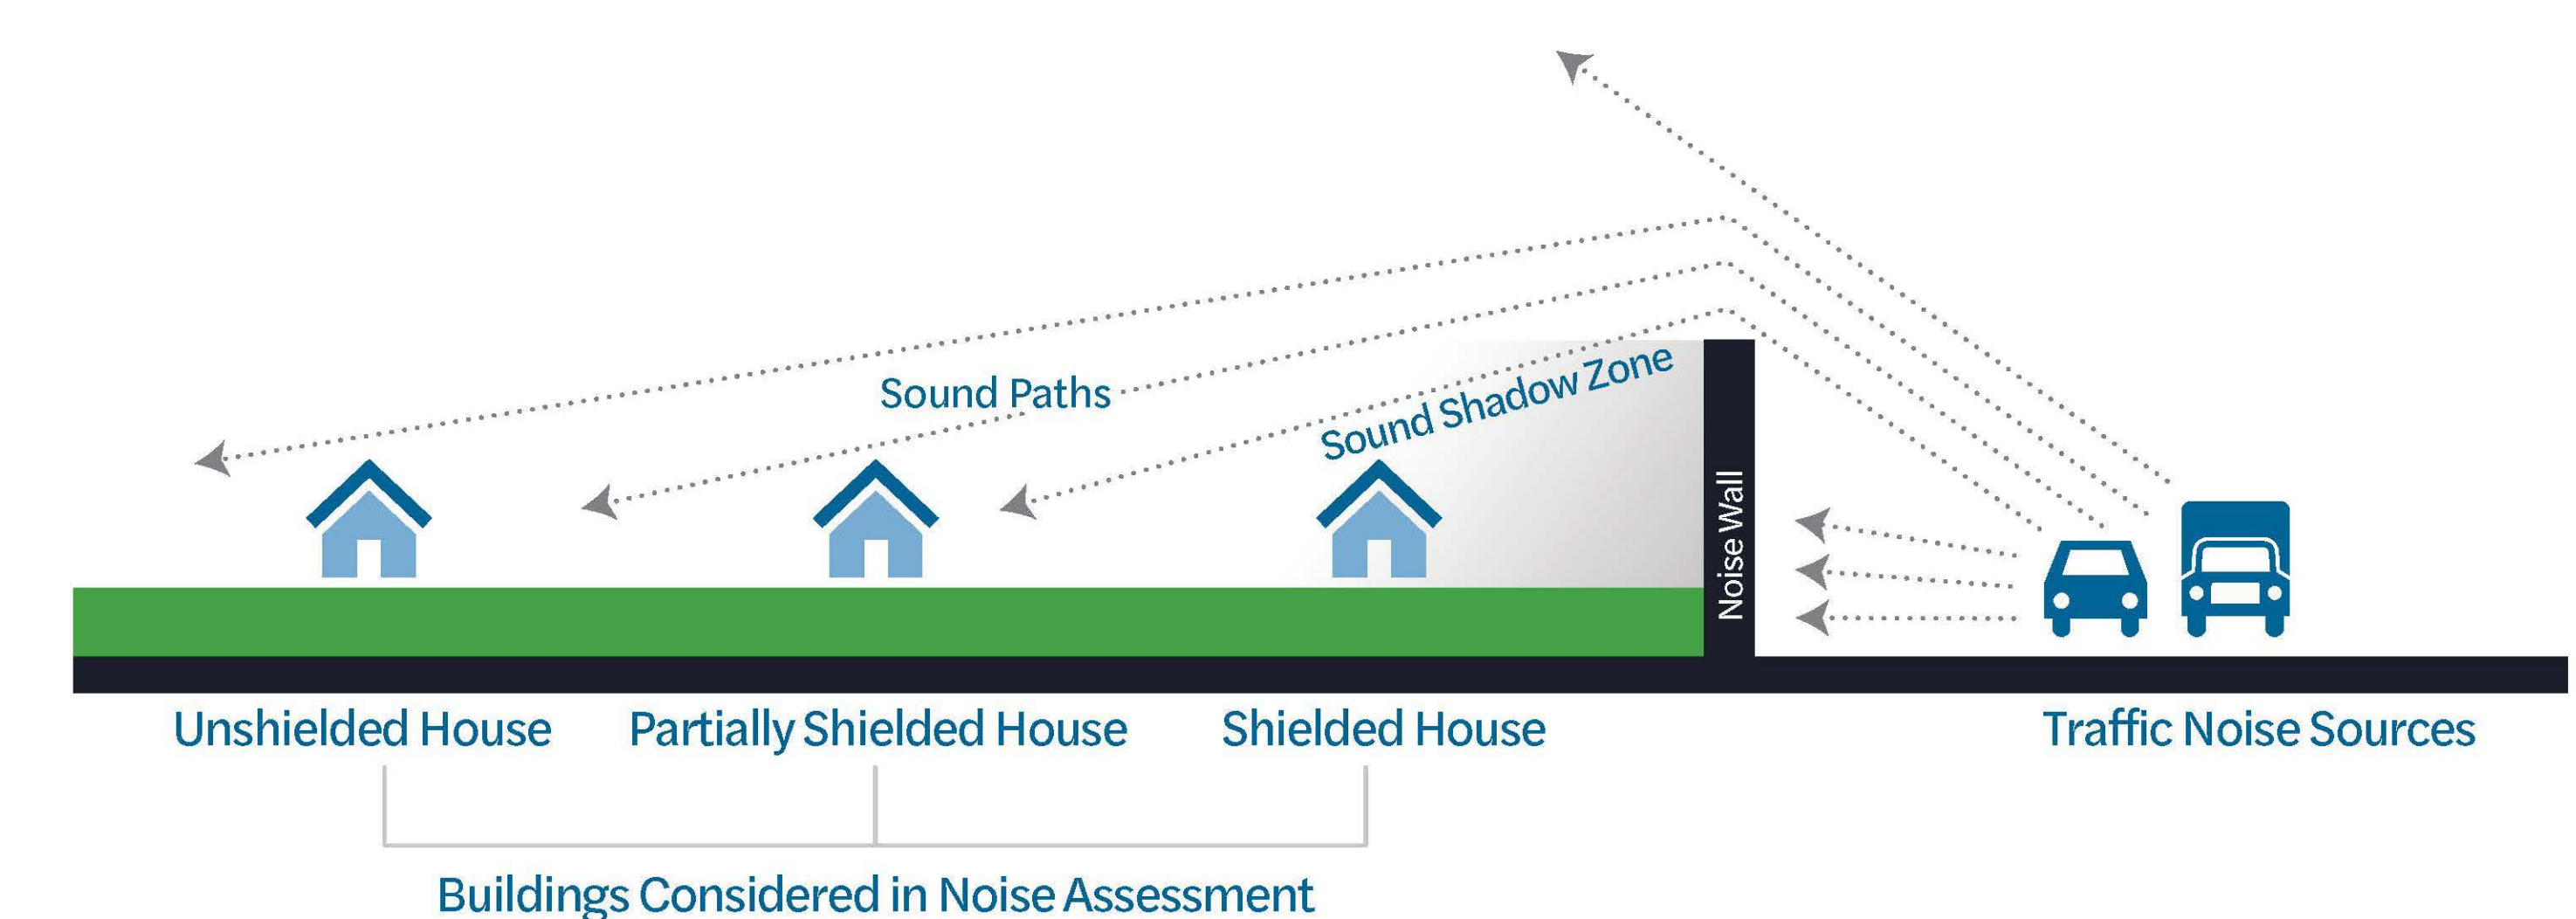 Sound Paths
Sound Shadow Zone
Noise Wall
Unshielded House
Partially Shielded House
Shielded House
Traffic Noise Sources
Buildings Considered in Noise Assessment